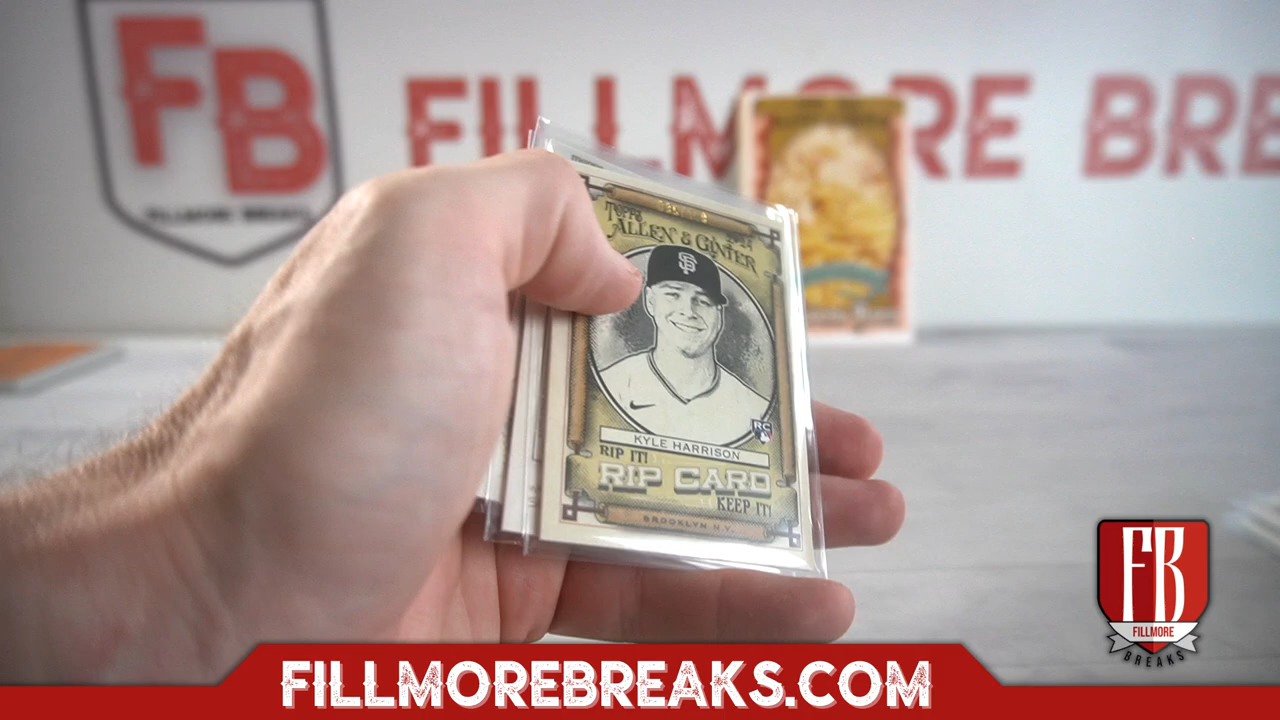 FB
FILLMORE BREAKS
FILLMORE BRE
TOPPS
ALLEN & GINTER
SF
RC
KYLE HARRISON
RIP IT!
RIP CARD
KEEP IT!
BROOKLYN N.Y.
FB
FILLMORE
BREAKS
FILLMOREBREAKS.COM